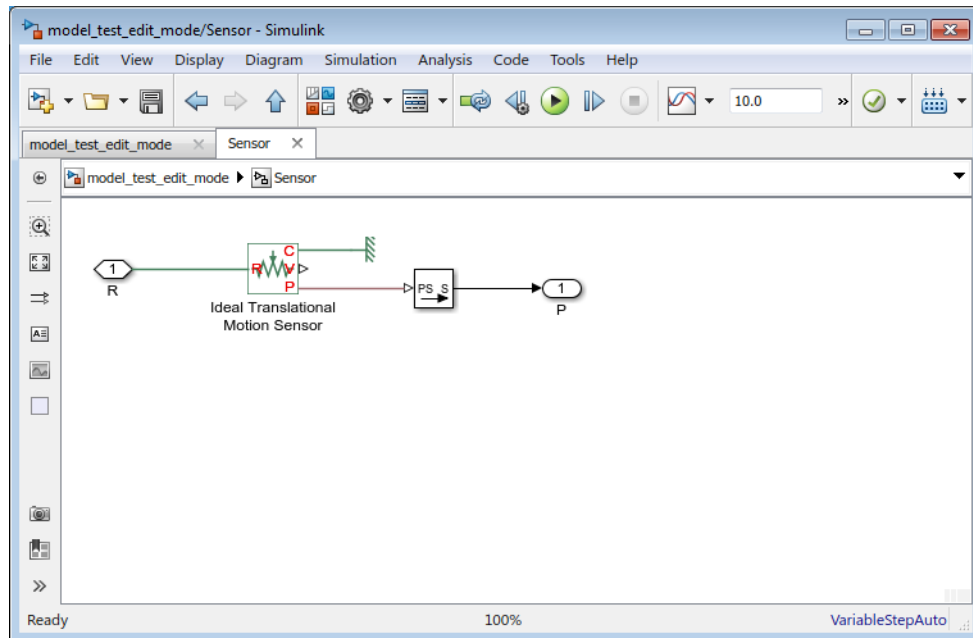 model_test_edit_mode/Sensor - Simulink
File Edit View Display Diagram Simulation Analysis Code Tools Help
10.0 »
model_test_edit_mode Sensor
model_test_edit_mode Sensor
C
1 R V
R P PS S 1
P
Ideal Translational
Motion Sensor
Ready 100% VariableStepAuto